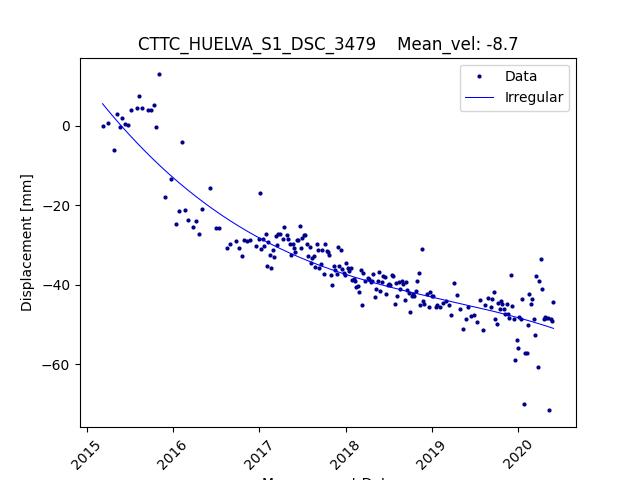 CTTC_HUELVA_S1_DSC_3479    Mean_vel: -8.7
Data
Irregular
Displacement [mm]
0
−20
−40
−60
2015
2016
2017
2018
2019
2020